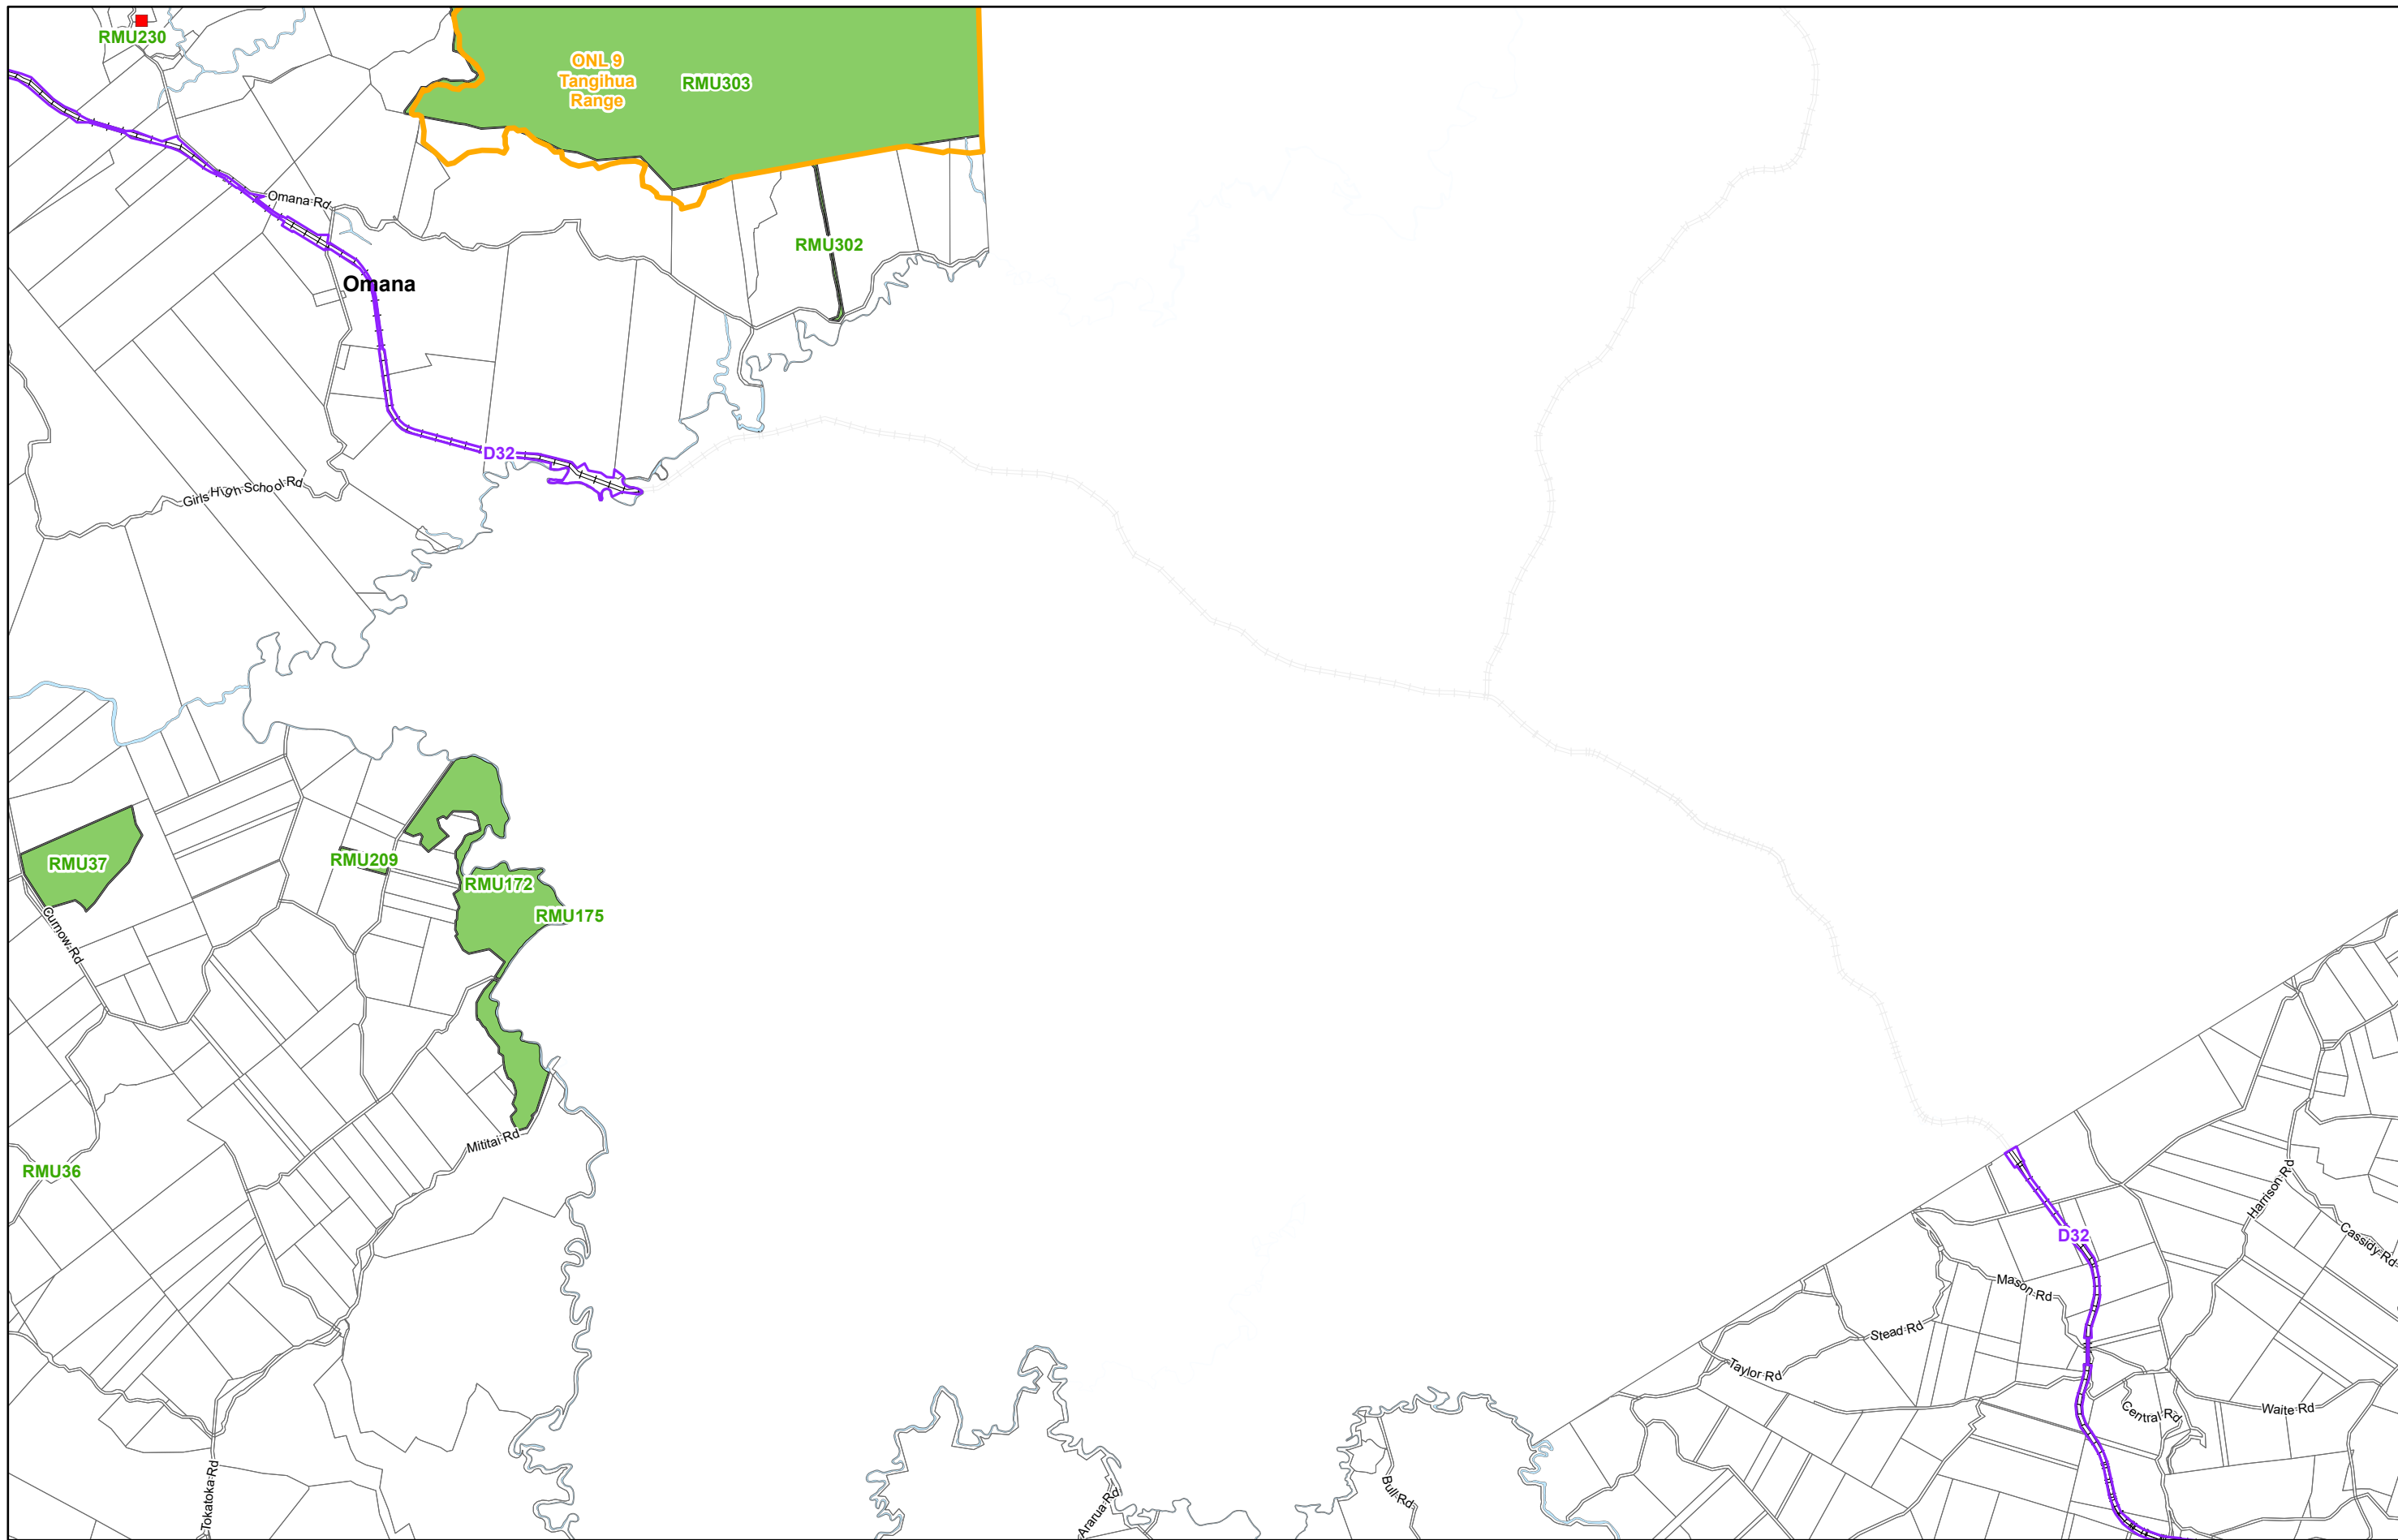 RMU230
ONL 9
Tangihua
Range
RMU303
Omana Rd
RMU302
Omana
D32
Girls High School Rd
RMU37
RMU209
RMU172
RMU175
Curnow Rd
Mititai Rd
RMU36
Harrison Rd
D32
Cassidy Rd
Mason Rd
Stead Rd
Taylor Rd
Central Rd
Waite Rd
Tokatoka Rd
Ararua Rd
Bull Rd